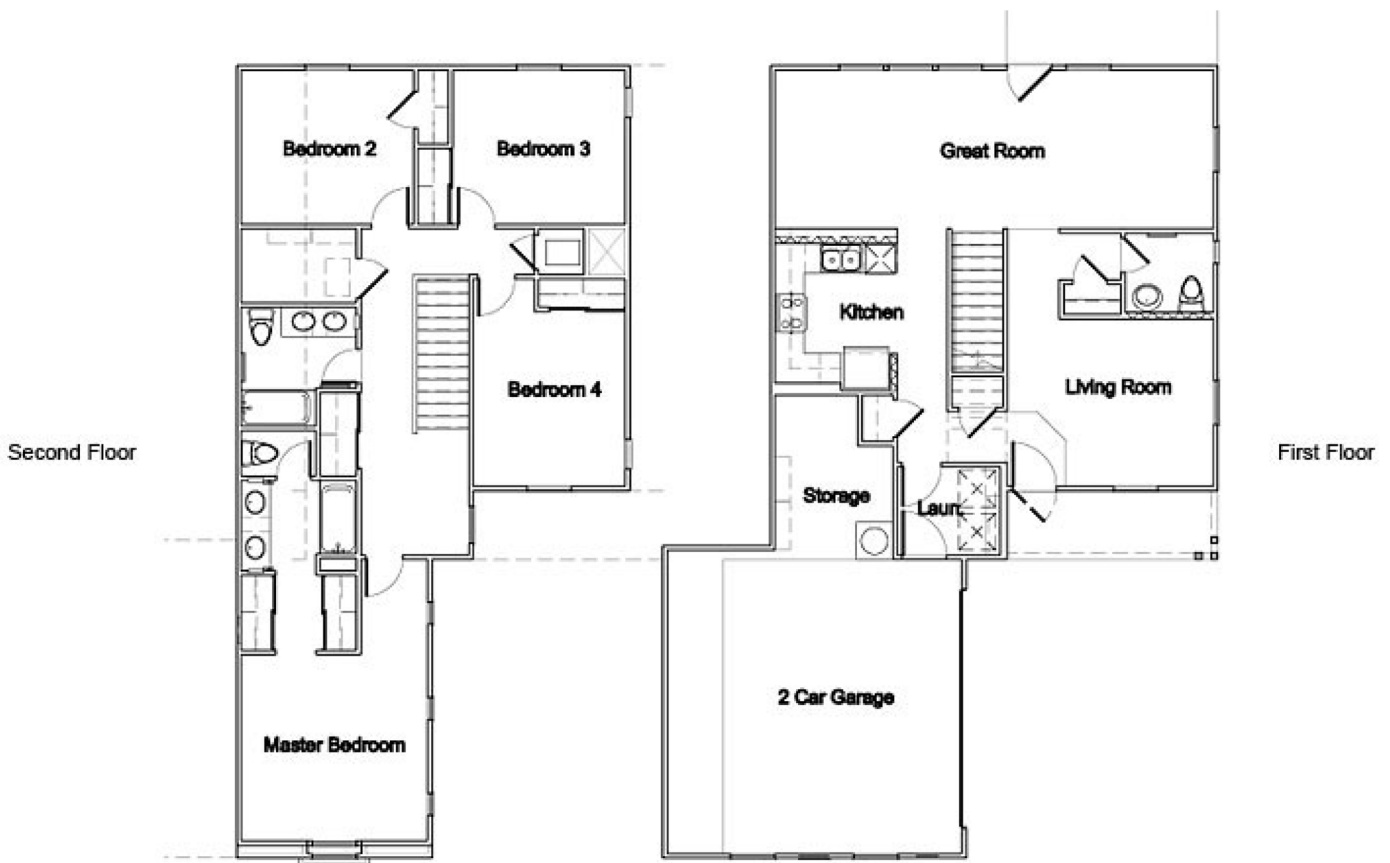 Bedroom 2
Bedroom 3
Great Room
Kitchen
Bedroom 4
Living Room
Second Floor
First Floor
Storage
Laun.
2 Car Garage
Master Bedroom